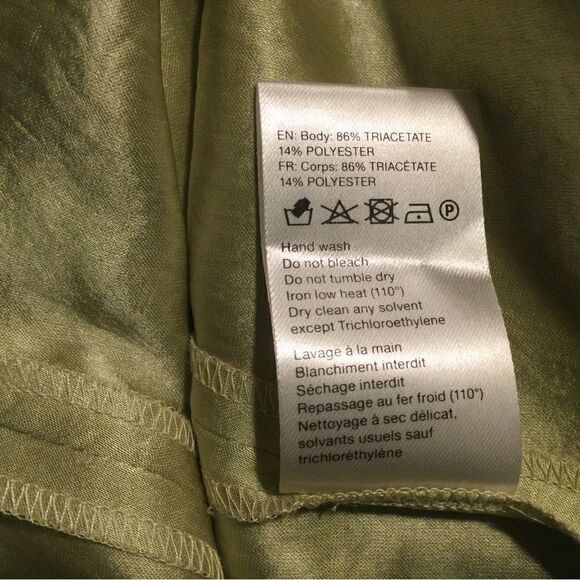 EN: Body: 86% TRIACETATE
14% POLYESTER
FR: Corps: 86% TRIACÉTATE
14% POLYESTER
P
Hand wash
Do not bleach
Do not tumble dry
Iron low heat (110°)
Dry clean any solvent
except Trichloroethylene
Lavage à la main
Blanchiment interdit
Séchage interdit
Repassage au fer froid (110°)
Nettoyage à sec délicat,
solvants usuels sauf
trichloréthylène